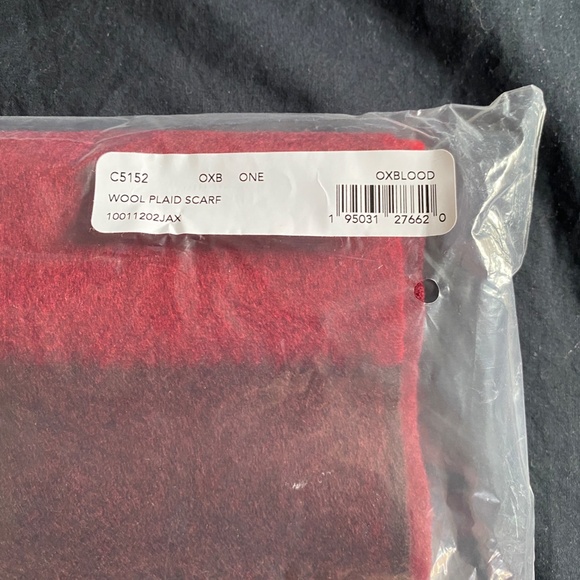 C5152 OXB ONE OXBLOOD
WOOL PLAID SCARF
10011202JAX
1 95031 27662 0